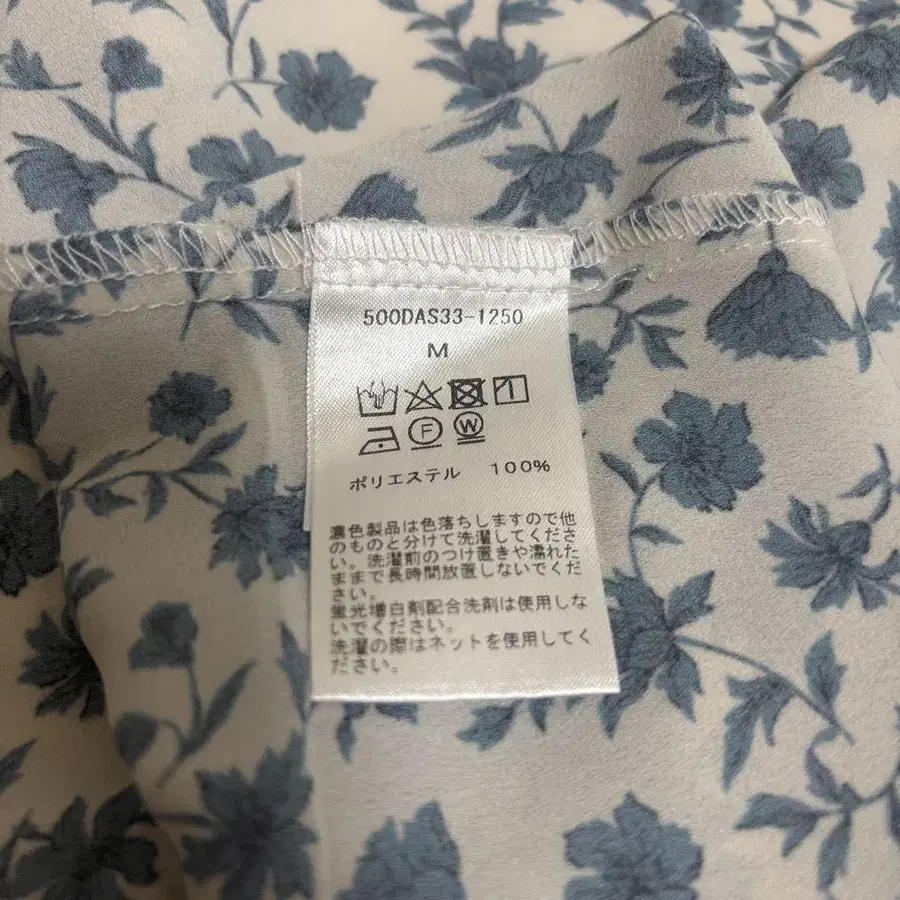 500DAS33-1250
M
F W
ポリエステル 100%
濃色製品は色落ちしますので他
のものと分けて洗濯してくださ
い。洗濯前のつけ置きや濡れた
ままで長時間放置しないでくだ
さい。
蛍光増白剤配合洗剤は使用しな
いでください。
洗濯の際はネットを使用してく
ださい。